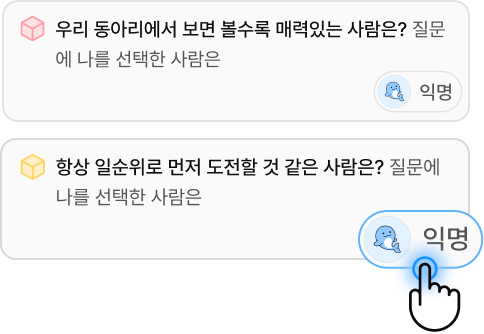 우리 동아리에서 보면 볼수록 매력있는 사람은? 질문
에 나를 선택한 사람은
익명
항상 일순위로 먼저 도전할 것 같은 사람은? 질문에
나를 선택한 사람은
익명